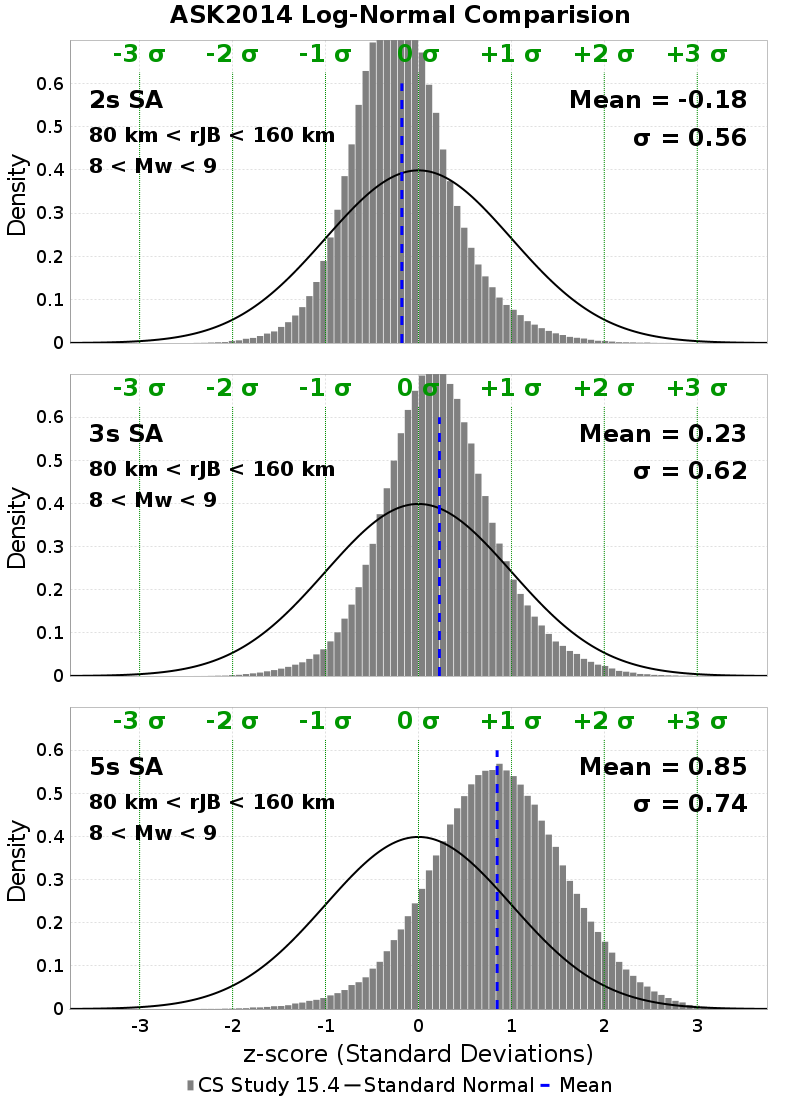 ASK2014 Log-Normal Comparision
-3 σ -2 σ -1 σ 0 σ +1 σ +2 σ +3 σ
0.6
2s SA Mean = -0.18
0.5
80 km < rJB < 160 km σ = 0.56
8 < Mw < 9
0.4
Density
0.3
0.2
0.1
0
-3 σ -2 σ -1 σ 0 σ +1 σ +2 σ +3 σ
0.6
3s SA Mean = 0.23
0.5
80 km < rJB < 160 km σ = 0.62
8 < Mw < 9
0.4
Density
0.3
0.2
0.1
0
-3 σ -2 σ -1 σ 0 σ +1 σ +2 σ +3 σ
0.6
5s SA Mean = 0.85
0.5
80 km < rJB < 160 km σ = 0.74
8 < Mw < 9
0.4
Density
0.3
0.2
0.1
0
-3 -2 -1 0 1 2 3
z-score (Standard Deviations)
CS Study 15.4 Standard Normal Mean